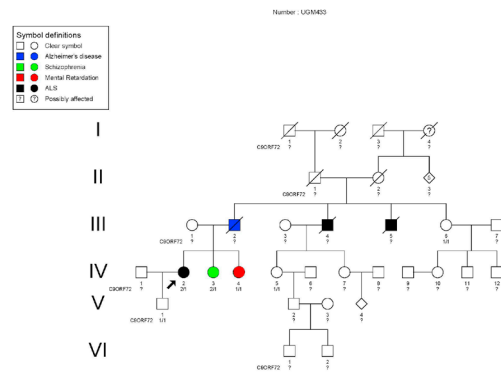 Number : UGM433
Symbol definitions
Clear symbol
Alzheimer's disease
Schizophrenia
Mental Retardation
ALS
? ? Possibly affected
I
?
1 2 3 4
C9ORF72 ? ? ? ?
II
1 2 3
C9ORF72 ? ? ?
III
1 2 3 4 5 6 7
C9ORF72 ? ? ? ? ? 1/1 ?
IV
1 2 3 4 5 6 7 8 9 10 11 12
C9ORF72 ? 2/1 2/1 1/1 1/1 ? ? ? ? ? ? ?
V
1 2 3 4
C9ORF72 1/1 ? ? ?
VI
1 2
C9ORF72 ? ?